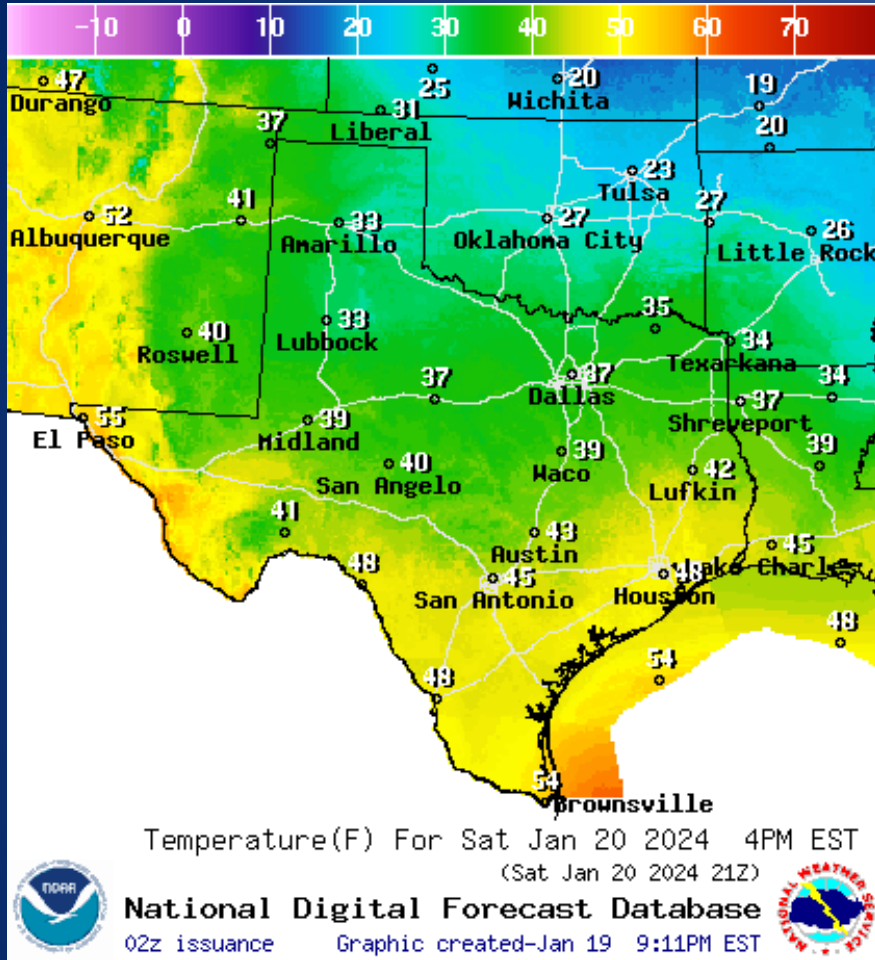 -10 0 10 20 30 40 50 60 70
47
Durango
25
20
Wichita
19
31
Liberal
37
20
23
Tulsa
52
Albuquerque
41
33
Amarillo
27
Oklahoma City
27
26
Little Rock
40
Roswell
33
Lubbock
35
34
Texarkana
37
Dallas
37
39
Midland
37
Shreveport
34
55
El Paso
40
San Angelo
39
Waco
42
Lufkin
39
41
43
Austin
45
Lake Charles
48
45
San Antonio
48
Houston
48
54
48
54
Brownsville
Temperature(F) For Sat Jan 20 2024 4PM EST
(Sat Jan 20 2024 21Z)
National Digital Forecast Database
02z issuance Graphic created-Jan 19 9:11PM EST
NOAA
NATIONAL WEATHER SERVICE